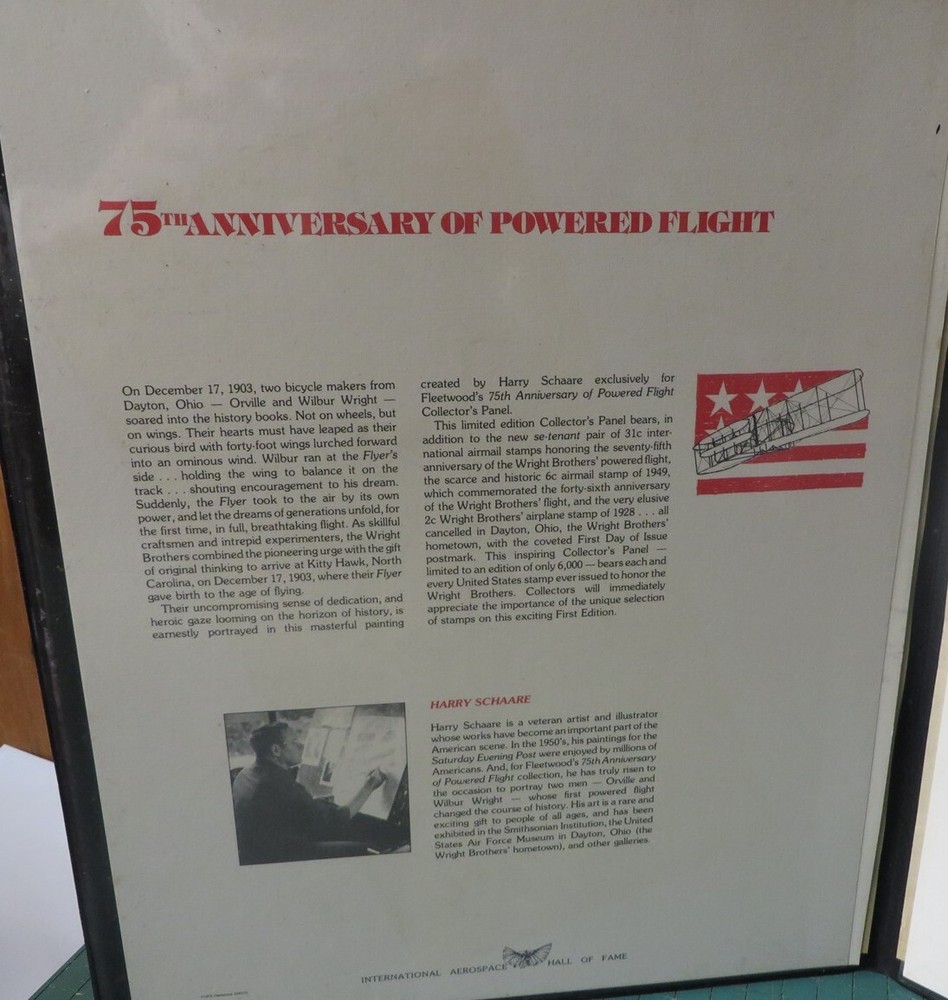 75TH ANNIVERSARY OF POWERED FLIGHT
On December 17, 1903, two bicycle makers from
Dayton, Ohio — Orville and Wilbur Wright —
soared into the history books. Not on wheels, but
on wings. Their hearts must have leaped as their
curious bird with forty-foot wings lurched forward
into an ominous wind. Wilbur ran at the Flyer's
side . . . holding the wing to balance it on the
track . . . shouting encouragement to his dream.
Suddenly, the Flyer took to the air by its own
power, and let the dreams of generations unfold, for
the first time, in full, breathtaking flight. As skillful
craftsmen and intrepid experimenters, the Wright
Brothers combined the pioneering urge with the gift
of original thinking to arrive at Kitty Hawk, North
Carolina, on December 17, 1903, where their Flyer
gave birth to the age of flying.
Their uncompromising sense of dedication, and
heroic gaze looming on the horizon of history, is
earnestly portrayed in this masterful painting
created by Harry Schaare exclusively for
Fleetwood's 75th Anniversary of Powered Flight
Collector's Panel.
This limited edition Collector's Panel bears, in
addition to the new se-tenant pair of 31c inter-
national airmail stamps honoring the seventy-fifth
anniversary of the Wright Brothers' powered flight,
the scarce and historic 6c airmail stamp of 1949,
which commemorated the forty-sixth anniversary
of the Wright Brothers' flight, and the very elusive
2c Wright Brothers' airplane stamp of 1928 . . . all
cancelled in Dayton, Ohio, the Wright Brothers'
hometown, with the coveted First Day of Issue
postmark. This inspiring Collector's Panel —
limited to an edition of only 6,000 — bears each and
every United States stamp ever issued to honor the
Wright Brothers. Collectors will immediately
appreciate the importance of the unique selection
of stamps on this exciting First Edition.
HARRY SCHAARE
Harry Schaare is a veteran artist and illustrator
whose works have become an important part of the
American scene. In the 1950's, his paintings for the
Saturday Evening Post were enjoyed by millions of
Americans. And, for Fleetwood's 75th Anniversary
of Powered Flight collection, he has truly risen to
the occasion to portray two men — Orville and
Wilbur Wright — whose first powered flight
changed the course of history. His art is a rare and
exciting gift to people of all ages, and has been
exhibited in the Smithsonian Institution, the United
States Air Force Museum in Dayton, Ohio (the
Wright Brothers' hometown), and other galleries.
INTERNATIONAL AEROSPACE HALL OF FAME